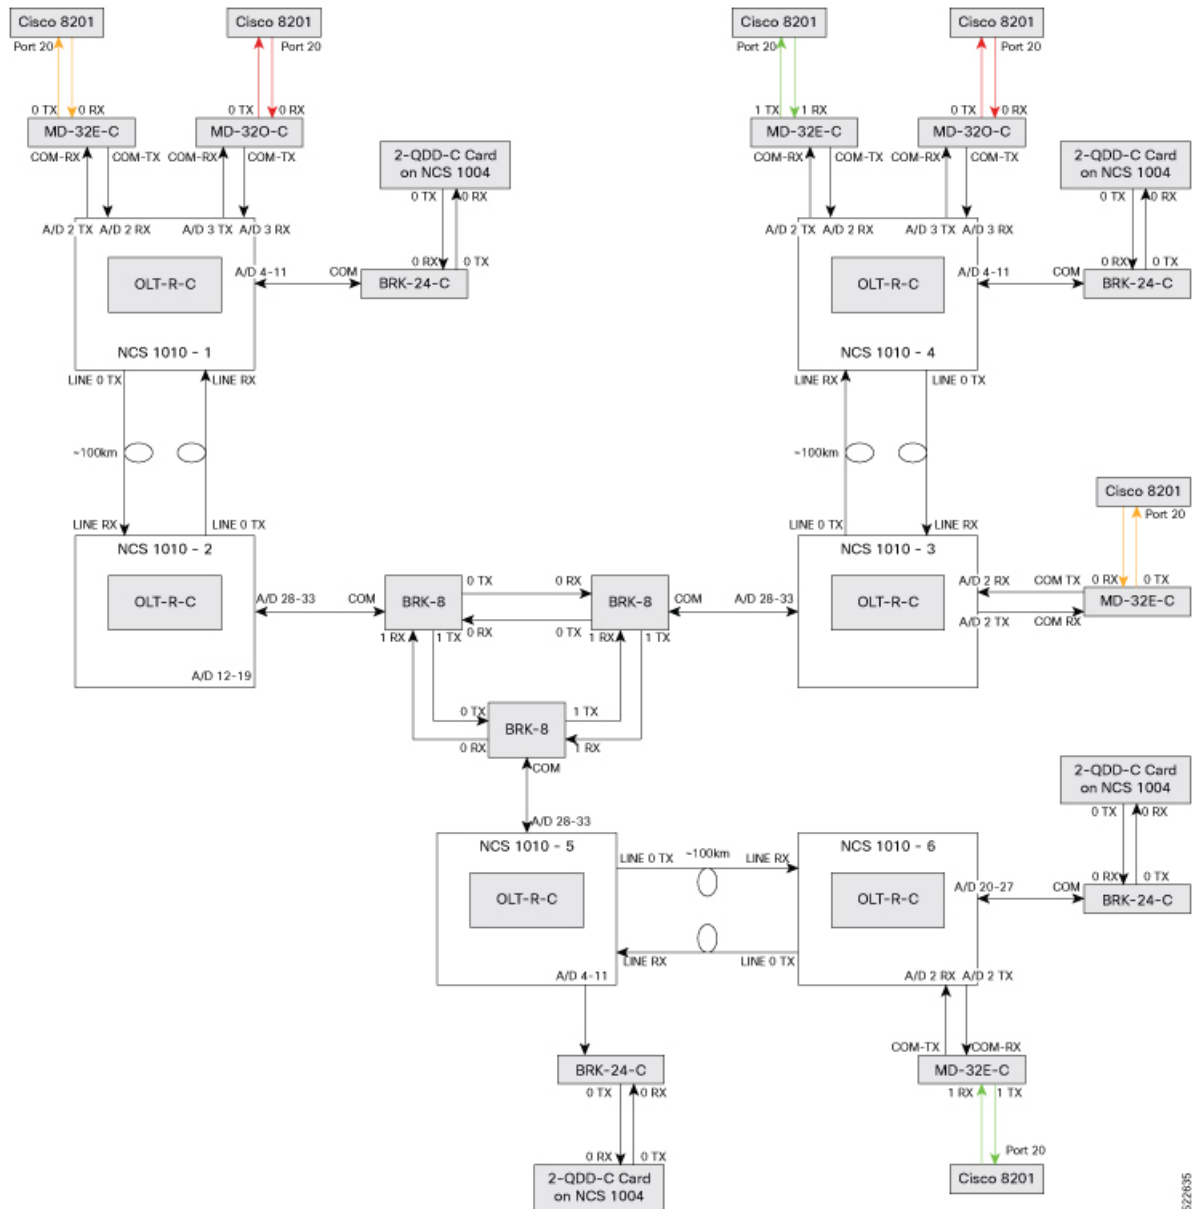 Cisco 8201
Cisco 8201
Cisco 8201
Cisco 8201
Port 20
Port 20
Port 20
Port 20
0 TX
0 RX
0 TX
0 RX
1 TX
1 RX
0 TX
0 RX
MD-32E-C
MD-32O-C
MD-32E-C
MD-32O-C
COM-RX
COM-TX
COM-RX
COM-TX
COM-RX
COM-TX
COM-RX
COM-TX
2-QDD-C Card
on NCS 1004
2-QDD-C Card
on NCS 1004
0 TX
0 RX
0 TX
0 RX
A/D 2 TX
A/D 2 RX
A/D 3 TX
A/D 3 RX
A/D 2 TX
A/D 2 RX
A/D 3 TX
A/D 3 RX
0 RX
0 TX
0 RX
0 TX
OLT-R-C
A/D 4-11
COM
BRK-24-C
OLT-R-C
A/D 4-11
COM
BRK-24-C
NCS 1010 - 1
NCS 1010 - 4
LINE 0 TX
LINE RX
LINE RX
LINE 0 TX
~100km
~100km
Cisco 8201
Port 20
LINE RX
LINE 0 TX
LINE 0 TX
LINE RX
NCS 1010 - 2
NCS 1010 - 3
OLT-R-C
A/D 28-33
COM
BRK-8
0 TX
0 RX
0 RX
0 TX
BRK-8
COM
A/D 28-33
OLT-R-C
A/D 2 RX
COM TX
0 RX
0 TX
MD-32E-C
A/D 2 TX
COM RX
1 RX
1 TX
1 RX
1 TX
A/D 12-19
0 TX
1 TX
BRK-8
0 RX
1 RX
COM
A/D 28-33
2-QDD-C Card
on NCS 1004
0 TX
0 RX
NCS 1010 - 5
LINE 0 TX
~100km
LINE RX
NCS 1010 - 6
OLT-R-C
OLT-R-C
A/D 20-27
COM
0 RX
0 TX
BRK-24-C
LINE RX
LINE 0 TX
A/D 4-11
A/D 2 RX
A/D 2 TX
COM-TX
COM-RX
BRK-24-C
MD-32E-C
0 TX
0 RX
1 RX
1 TX
0 RX
0 TX
Port 20
2-QDD-C Card
on NCS 1004
Cisco 8201
522635